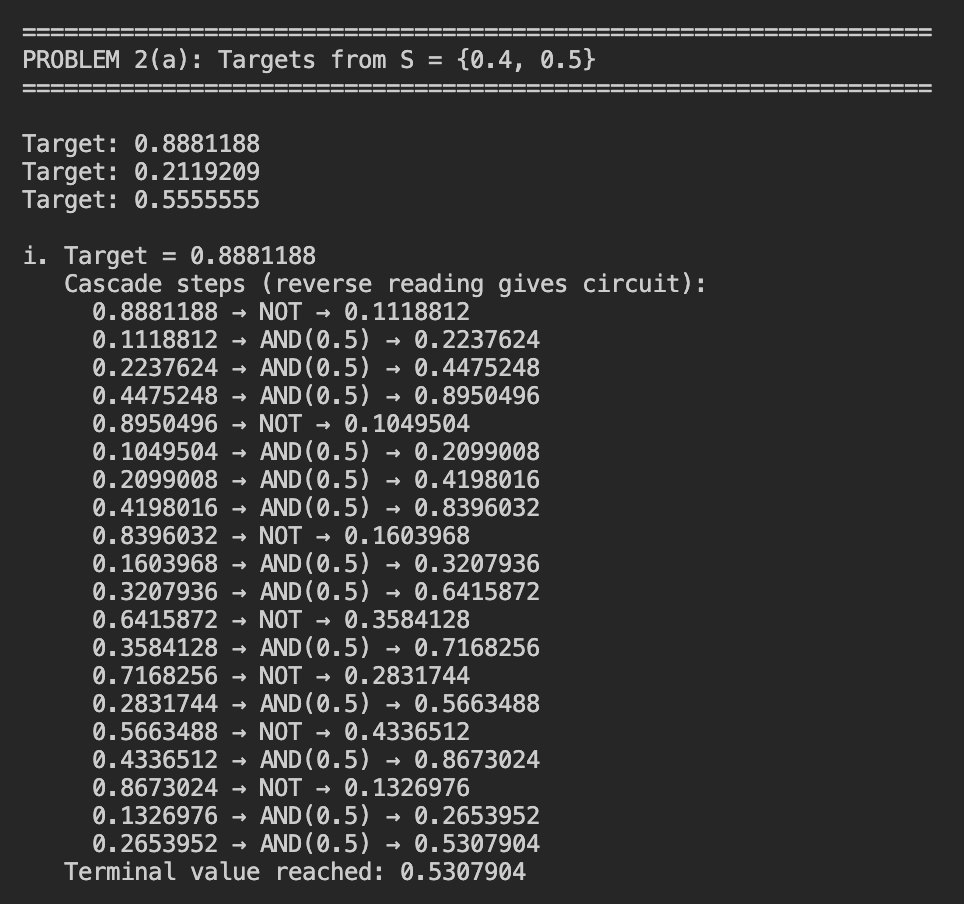 =================================================================
PROBLEM 2(a): Targets from S = {0.4, 0.5}
=================================================================
Target: 0.8881188
Target: 0.2119209
Target: 0.5555555
i. Target = 0.8881188
Cascade steps (reverse reading gives circuit):
0.8881188 → NOT → 0.1118812
0.1118812 → AND(0.5) → 0.2237624
0.2237624 → AND(0.5) → 0.4475248
0.4475248 → AND(0.5) → 0.8950496
0.8950496 → NOT → 0.1049504
0.1049504 → AND(0.5) → 0.2099008
0.2099008 → AND(0.5) → 0.4198016
0.4198016 → AND(0.5) → 0.8396032
0.8396032 → NOT → 0.1603968
0.1603968 → AND(0.5) → 0.3207936
0.3207936 → AND(0.5) → 0.6415872
0.6415872 → NOT → 0.3584128
0.3584128 → AND(0.5) → 0.7168256
0.7168256 → NOT → 0.2831744
0.2831744 → AND(0.5) → 0.5663488
0.5663488 → NOT → 0.4336512
0.4336512 → AND(0.5) → 0.8673024
0.8673024 → NOT → 0.1326976
0.1326976 → AND(0.5) → 0.2653952
0.2653952 → AND(0.5) → 0.5307904
Terminal value reached: 0.5307904